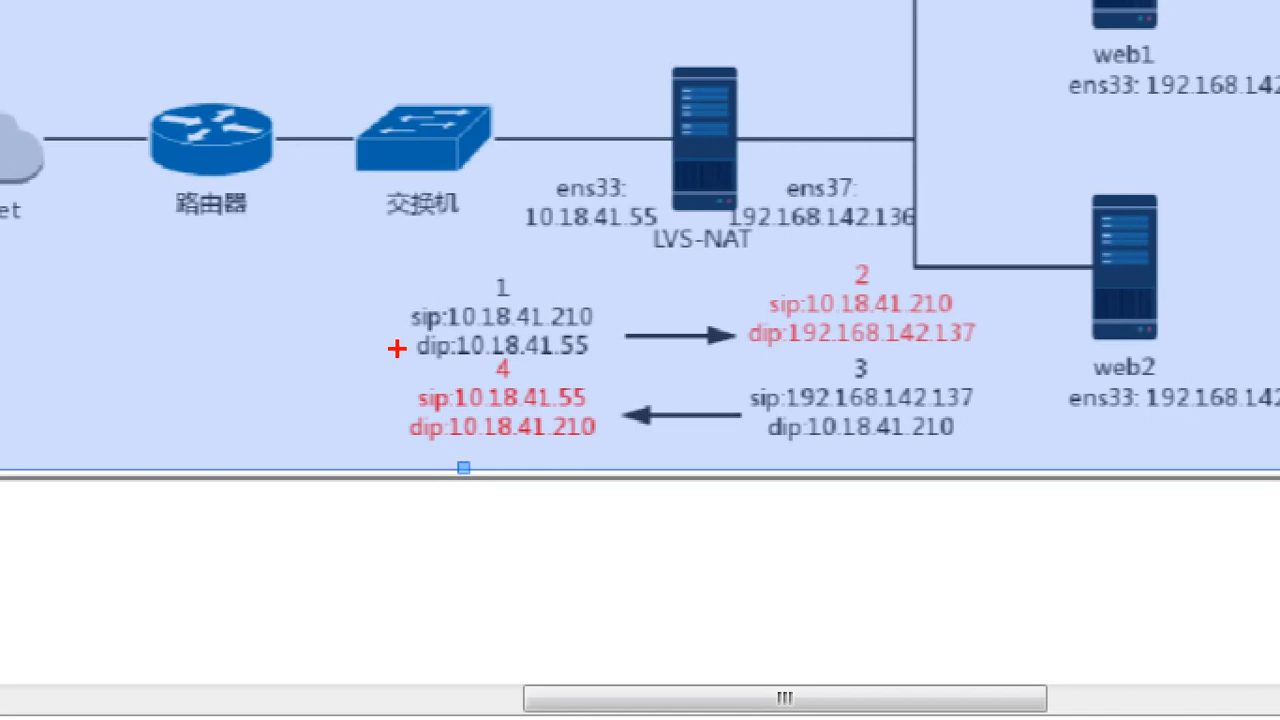 web1
ens33: 192.168.142
路由器
交换机
ens33:
10.18.41.55
ens37:
192.168.142.136
LVS-NAT
et
1
sip:10.18.41.210
dip:10.18.41.55
2
sip:10.18.41.210
dip:192.168.142.137
4
sip:10.18.41.55
dip:10.18.41.210
3
sip:192.168.142.137
dip:10.18.41.210
web2
ens33: 192.168.142